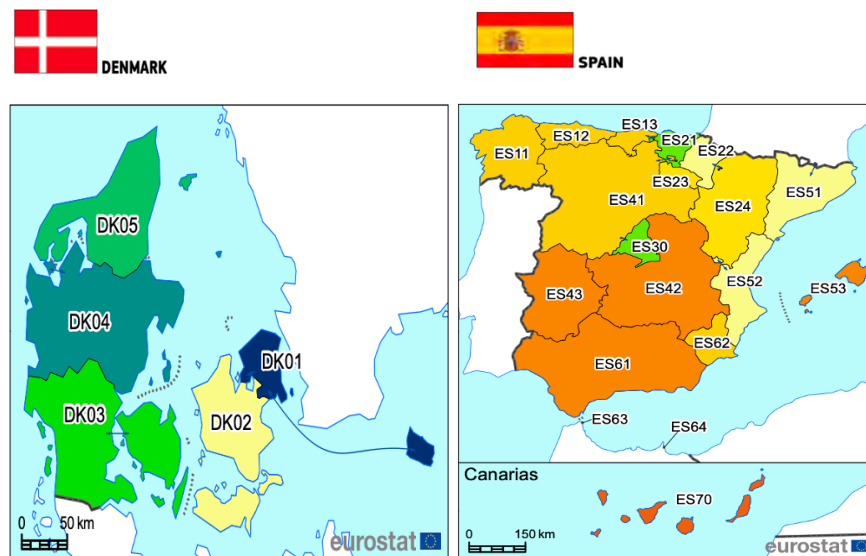 DENMARK
SPAIN
DK05
DK04
DK01
DK03
DK02
0 50 km
eurostat
ES11
ES12
ES13
ES21
ES22
ES23
ES41
ES24
ES51
ES30
ES52
ES53
ES43
ES42
ES62
ES61
ES63
ES64
Canarias
ES70
0 150 km
eurostat